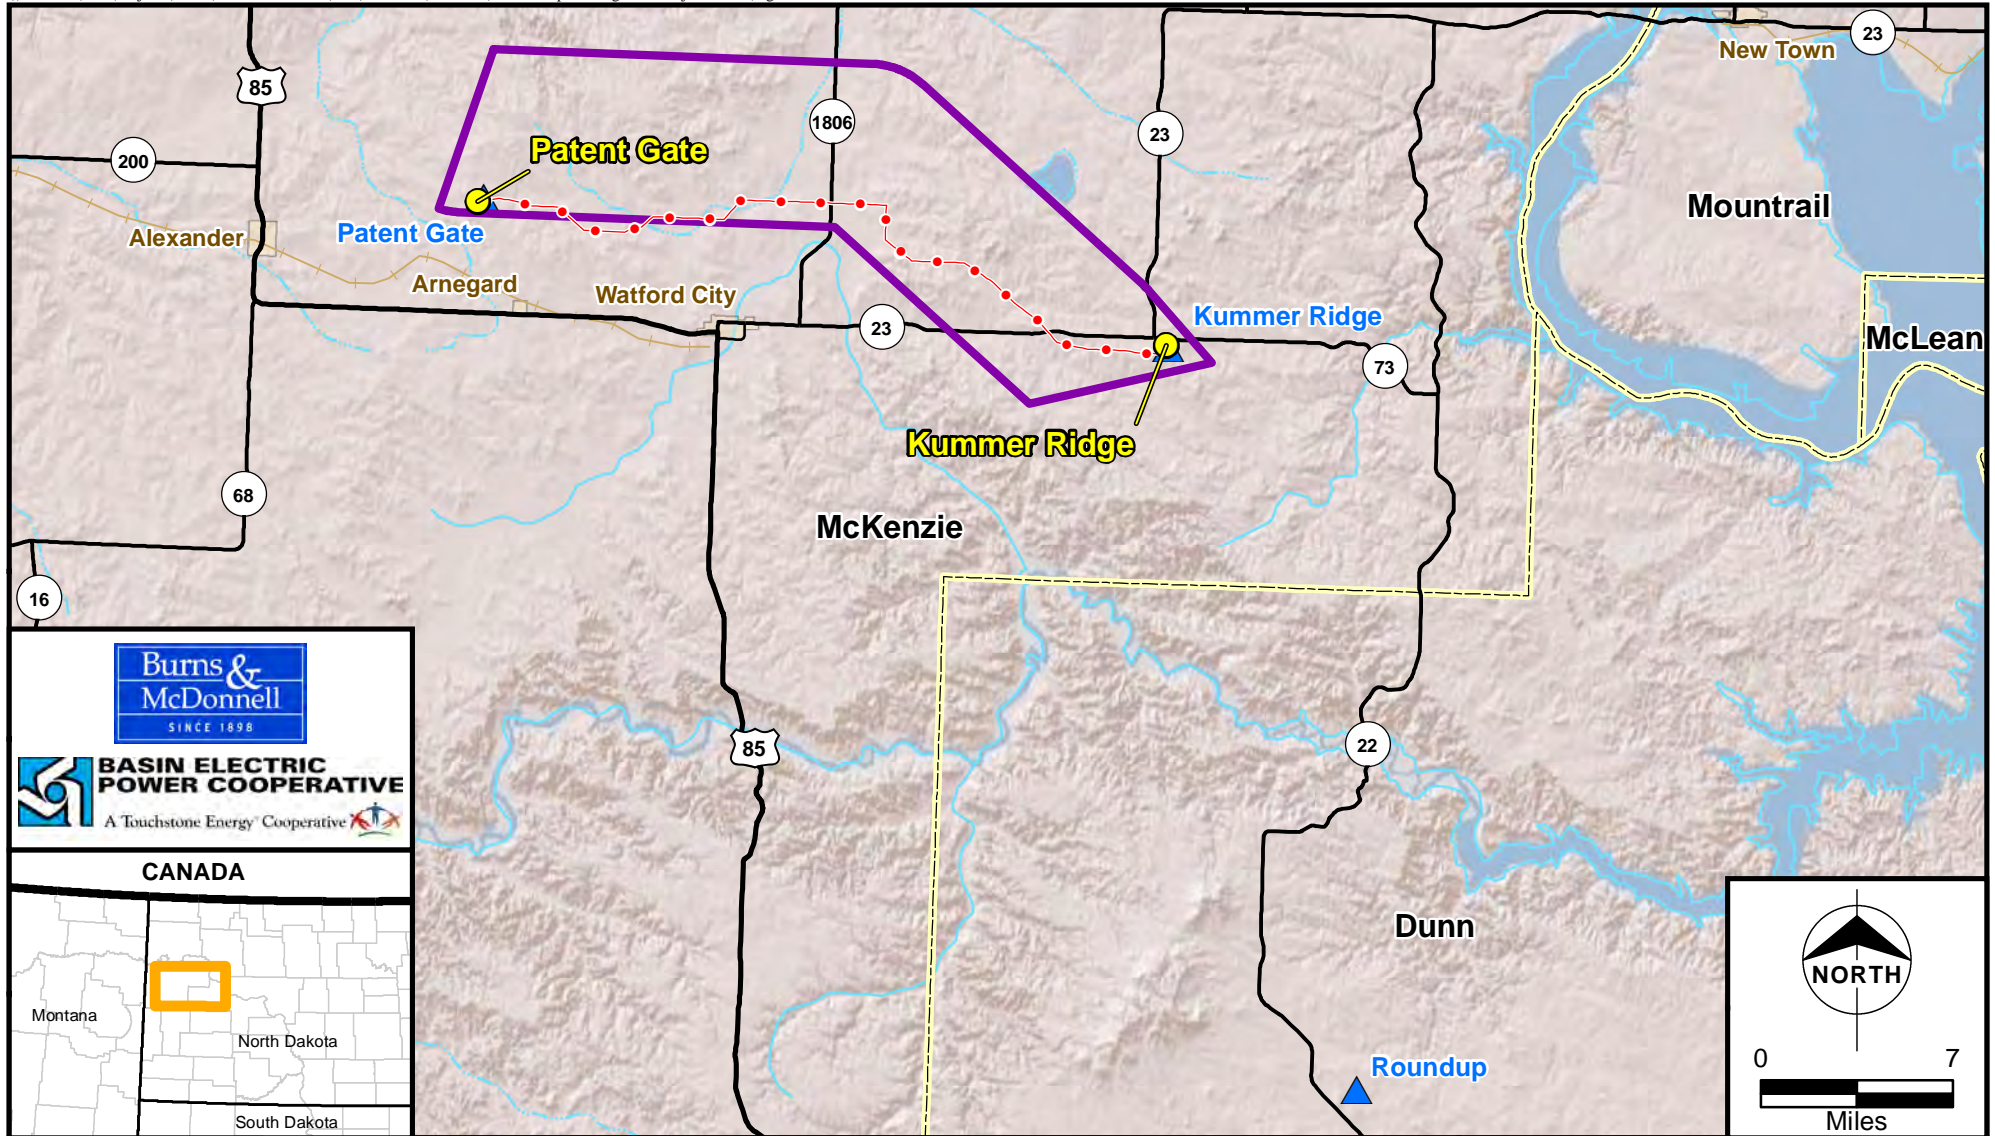 New Town
23
85
1806
23
200
Patent Gate
Mountrail
Alexander
Patent Gate
Arnegard
Watford City
Kummer Ridge
23
McLean
73
Kummer Ridge
68
McKenzie
16
Burns &
McDonnell
SINCE 1898
85
22
BASIN ELECTRIC
POWER COOPERATIVE
A Touchstone Energy Cooperative
CANADA
Dunn
NORTH
Montana
North Dakota
0 7
Roundup
Miles
South Dakota